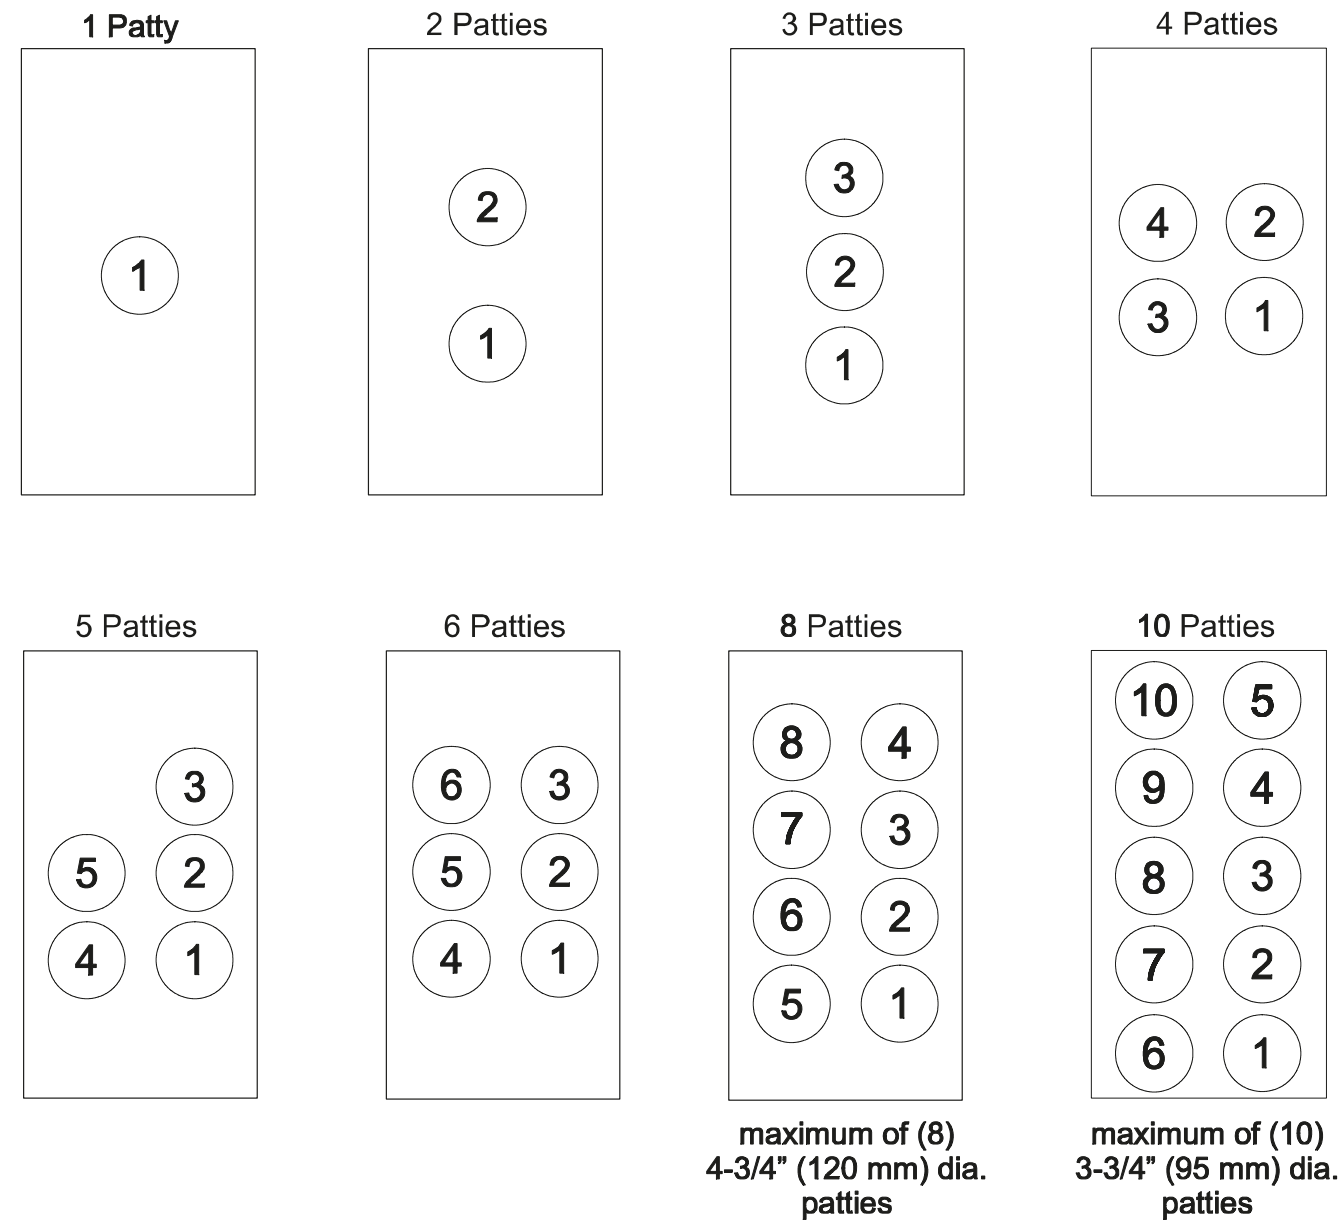 1 Patty
2 Patties
3 Patties
4 Patties
1
2
1
3
2
1
4 2
3 1
5 Patties
6 Patties
8 Patties
10 Patties
3
5 2
4 1
6 3
5 2
4 1
8 4
7 3
6 2
5 1
10 5
9 4
8 3
7 2
6 1
maximum of (8)
4-3/4” (120 mm) dia.
patties
maximum of (10)
3-3/4” (95 mm) dia.
patties